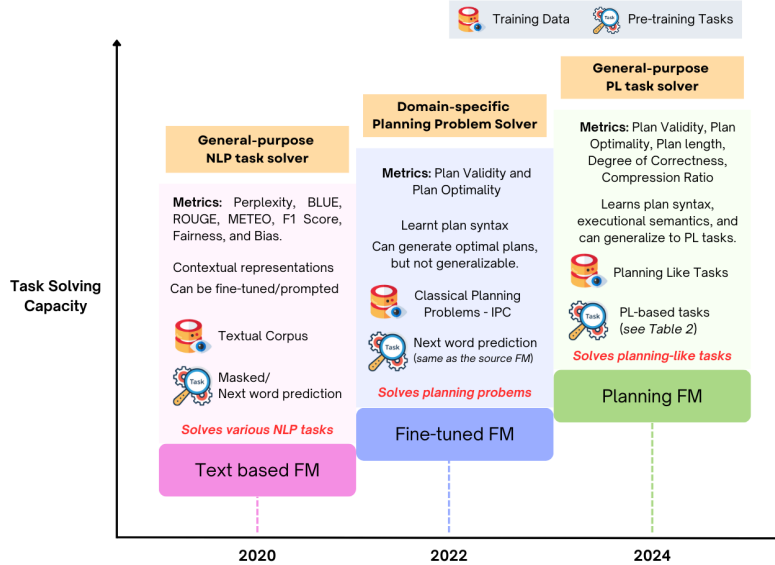 Training Data
Pre-training Tasks
Task
General-purpose
NLP task solver
Metrics: Perplexity, BLUE,
ROUGE, METEO, F1 Score,
Fairness, and Bias.
Contextual representations
Can be fine-tuned/prompted
Textual Corpus
Task
Masked/
Next word prediction
Solves various NLP tasks
Text based FM
Domain-specific
Planning Problem Solver
Metrics: Plan Validity and
Plan Optimality
Learnt plan syntax
Can generate optimal plans,
but not generalizable.
Classical Planning
Problems - IPC
Task
Next word prediction
(same as the source FM)
Solves planning probems
Fine-tuned FM
General-purpose
PL task solver
Metrics: Plan Validity, Plan
Optimality, Plan length,
Degree of Correctness,
Compression Ratio
Learns plan syntax,
executional semantics, and
can generalize to PL tasks.
Planning Like Tasks
Task
PL-based tasks
(see Table 2)
Solves planning-like tasks
Planning FM
Task Solving
Capacity
2020
2022
2024